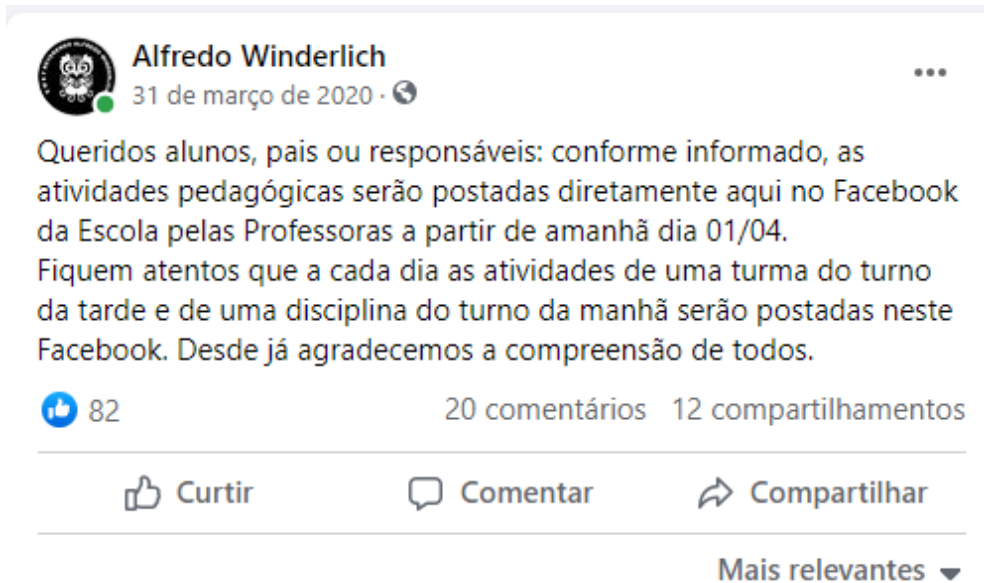 Alfredo Winderlich
31 de março de 2020 ·
Queridos alunos, pais ou responsáveis: conforme informado, as
atividades pedagógicas serão postadas diretamente aqui no Facebook
da Escola pelas Professoras a partir de amanhã dia 01/04.
Fiquem atentos que a cada dia as atividades de uma turma do turno
da tarde e de uma disciplina do turno da manhã serão postadas neste
Facebook. Desde já agradecemos a compreensão de todos.
82 20 comentários 12 compartilhamentos
Curtir Comentar Compartilhar
Mais relevantes